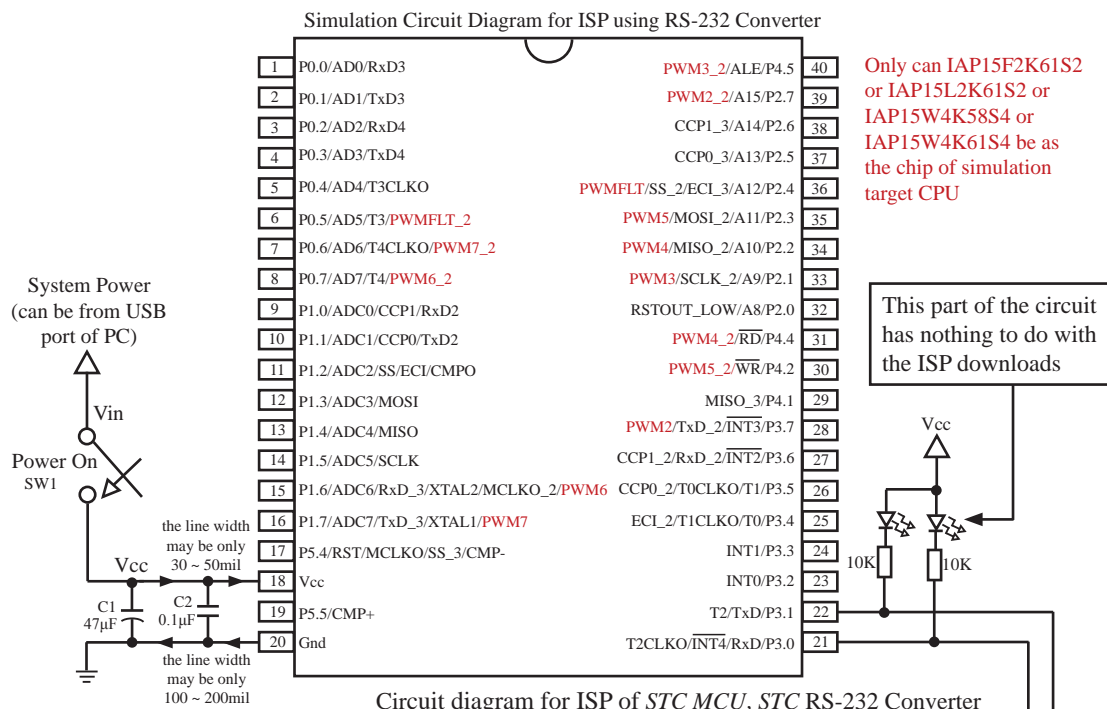 Simulation Circuit Diagram for ISP using RS-232 Converter
1 P0.0/AD0/RxD3
2 P0.1/AD1/TxD3
3 P0.2/AD2/RxD4
4 P0.3/AD3/TxD4
5 P0.4/AD4/T3CLKO
6 P0.5/AD5/T3/PWMFLT_2
7 P0.6/AD6/T4CLKO/PWM7_2
8 P0.7/AD7/T4/PWM6_2
9 P1.0/ADC0/CCP1/RxD2
10 P1.1/ADC1/CCP0/TxD2
11 P1.2/ADC2/SS/ECI/CMPO
12 P1.3/ADC3/MOSI
13 P1.4/ADC4/MISO
14 P1.5/ADC5/SCLK
15 P1.6/ADC6/RxD_3/XTAL2/MCLKO_2/PWM6
16 P1.7/ADC7/TxD_3/XTAL1/PWM7
17 P5.4/RST/MCLKO/SS_3/CMP-
18 Vcc
19 P5.5/CMP+
20 Gnd
PWM3_2/ALE/P4.5 40
PWM2_2/A15/P2.7 39
CCP1_3/A14/P2.6 38
CCP0_3/A13/P2.5 37
PWMFLT/SS_2/ECI_3/A12/P2.4 36
PWM5/MOSI_2/A11/P2.3 35
PWM4/MISO_2/A10/P2.2 34
PWM3/SCLK_2/A9/P2.1 33
RSTOUT_LOW/A8/P2.0 32
PWM4_2/RD/P4.4 31
PWM5_2/WR/P4.2 30
MISO_3/P4.1 29
PWM2/TxD_2/INT3/P3.7 28
CCP1_2/RxD_2/INT2/P3.6 27
CCP0_2/T0CLKO/T1/P3.5 26
ECI_2/T1CLKO/T0/P3.4 25
INT1/P3.3 24
INT0/P3.2 23
T2/TxD/P3.1 22
T2CLKO/INT4/RxD/P3.0 21
Only can IAP15F2K61S2
or IAP15L2K61S2 or
IAP15W4K58S4 or
IAP15W4K61S4 be as
the chip of simulation
target CPU
System Power
(can be from USB
port of PC)
Vin
Power On
SW1
the line width
may be only
30 ~ 50mil
Vcc
C1
47μF
C2
0.1μF
the line width
may be only
100 ~ 200mil
This part of the circuit
has nothing to do with
the ISP downloads
Vcc
10K
10K
Circuit diagram for ISP of STC MCU, STC RS-232 Converter